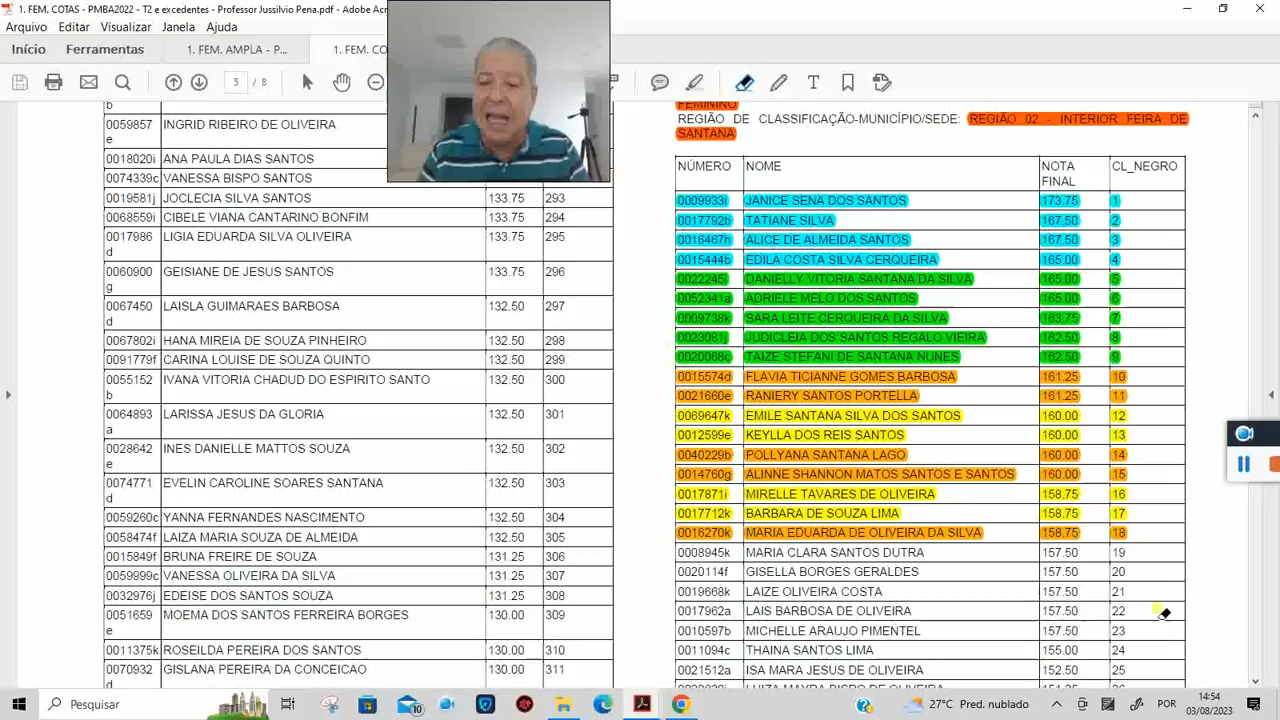 1. FEM. COTAS - PMBA2022 - T2 e excedentes - Professor Jussilvio Pena.pdf - Adobe Acr
Arquivo Editar Visualizar Janela Ajuda
Início Ferramentas 1. FEM. AMPLA - P... 1. FEM. CO
5 / 8
b
0059857 INGRID RIBEIRO DE OLIVEIRA
e
0018020i ANA PAULA DIAS SANTOS
0074339c VANESSA BISPO SANTOS
0019581j JOCLECIA SILVA SANTOS 133.75 293
0068559i CIBELE VIANA CANTARINO BONFIM 133.75 294
0017986 LIGIA EDUARDA SILVA OLIVEIRA 133.75 295
d
0060900 GEISIANE DE JESUS SANTOS 133.75 296
g
0067450 LAISLA GUIMARAES BARBOSA 132.50 297
d
0067802i HANA MIREIA DE SOUZA PINHEIRO 132.50 298
0091779f CARINA LOUISE DE SOUZA QUINTO 132.50 299
0055152 IVANA VITORIA CHADUD DO ESPIRITO SANTO 132.50 300
b
0064893 LARISSA JESUS DA GLORIA 132.50 301
a
0028642 INES DANIELLE MATTOS SOUZA 132.50 302
e
0074771 EVELIN CAROLINE SOARES SANTANA 132.50 303
d
0059260c YANNA FERNANDES NASCIMENTO 132.50 304
0058474f LAIZA MARIA SOUZA DE ALMEIDA 132.50 305
0015849f BRUNA FREIRE DE SOUZA 131.25 306
0059999c VANESSA OLIVEIRA DA SILVA 131.25 307
0032976j EDEISE DOS SANTOS SOUZA 131.25 308
0051659 MOEMA DOS SANTOS FERREIRA BORGES 130.00 309
e
0011375k ROSEILDA PEREIRA DOS SANTOS 130.00 310
0070932 GISLANA PEREIRA DA CONCEICAO 130.00 311
d
FEMININO
REGIÃO DE CLASSIFICAÇÃO-MUNICÍPIO/SEDE: REGIÃO 02 - INTERIOR FEIRA DE
SANTANA
NÚMERO NOME NOTA CL_NEGRO
FINAL
0009933i JANICE SENA DOS SANTOS 173.75 1
0017792b TATIANE SILVA 167.50 2
0016467h ALICE DE ALMEIDA SANTOS 167.50 3
0015444b EDILA COSTA SILVA CERQUEIRA 165.00 4
0022245i DANIELLY VITORIA SANTANA DA SILVA 165.00 5
0052341a ADRIELE MELO DOS SANTOS 165.00 6
0009738k SARA LEITE CERQUEIRA DA SILVA 163.75 7
0023081j JUDICLEIA DOS SANTOS REGALO VIEIRA 162.50 8
0020068c TAIZE STEFANI DE SANTANA NUNES 162.50 9
0015574d FLAVIA TICIANNE GOMES BARBOSA 161.25 10
0021660e RANIERY SANTOS PORTELLA 161.25 11
0069647k EMILE SANTANA SILVA DOS SANTOS 160.00 12
0012599e KEYLLA DOS REIS SANTOS 160.00 13
0040229b POLLYANA SANTANA LAGO 160.00 14
0014760g ALINNE SHANNON MATOS SANTOS E SANTOS 160.00 15
0017871i MIRELLE TAVARES DE OLIVEIRA 158.75 16
0017712k BARBARA DE SOUZA LIMA 158.75 17
0016270k MARIA EDUARDA DE OLIVEIRA DA SILVA 158.75 18
0008945k MARIA CLARA SANTOS DUTRA 157.50 19
0020114f GISELLA BORGES GERALDES 157.50 20
0019668k LAIZE OLIVEIRA COSTA 157.50 21
0017962a LAIS BARBOSA DE OLIVEIRA 157.50 22
0010597b MICHELLE ARAUJO PIMENTEL 157.50 23
0011094c THAINA SANTOS LIMA 155.00 24
0021512a ISA MARA JESUS DE OLIVEIRA 152.50 25
Pesquisar 10 27°C Pred. nublado POR 14:54
03/08/2023